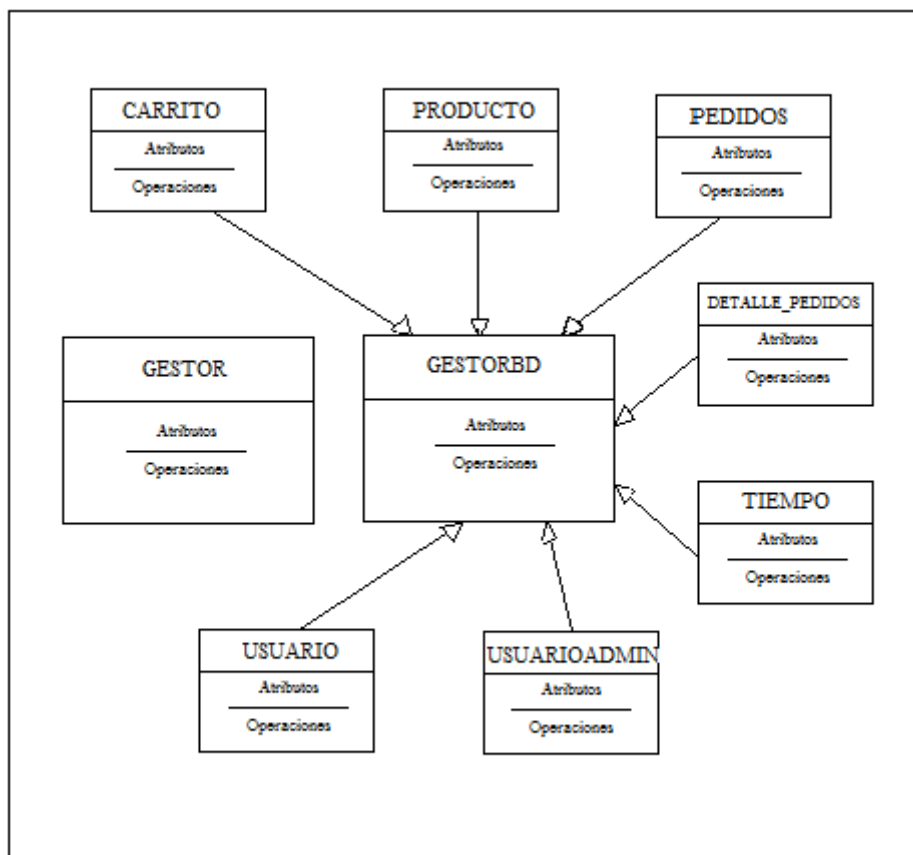 CARRITO
Atributos
Operaciones
PRODUCTO
Atributos
Operaciones
PEDIDOS
Atributos
Operaciones
DETALLE_PEDIDOS
Atributos
Operaciones
GESTOR
Atributos
Operaciones
GESTORBD
Atributos
Operaciones
TIEMPO
Atributos
Operaciones
USUARIO
Atributos
Operaciones
USUARIOADMIN
Atributos
Operaciones